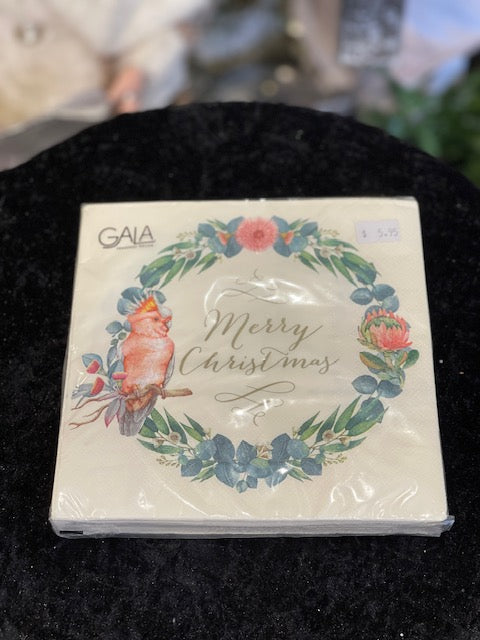 GALA
$ 5.95
Merry
Christmas